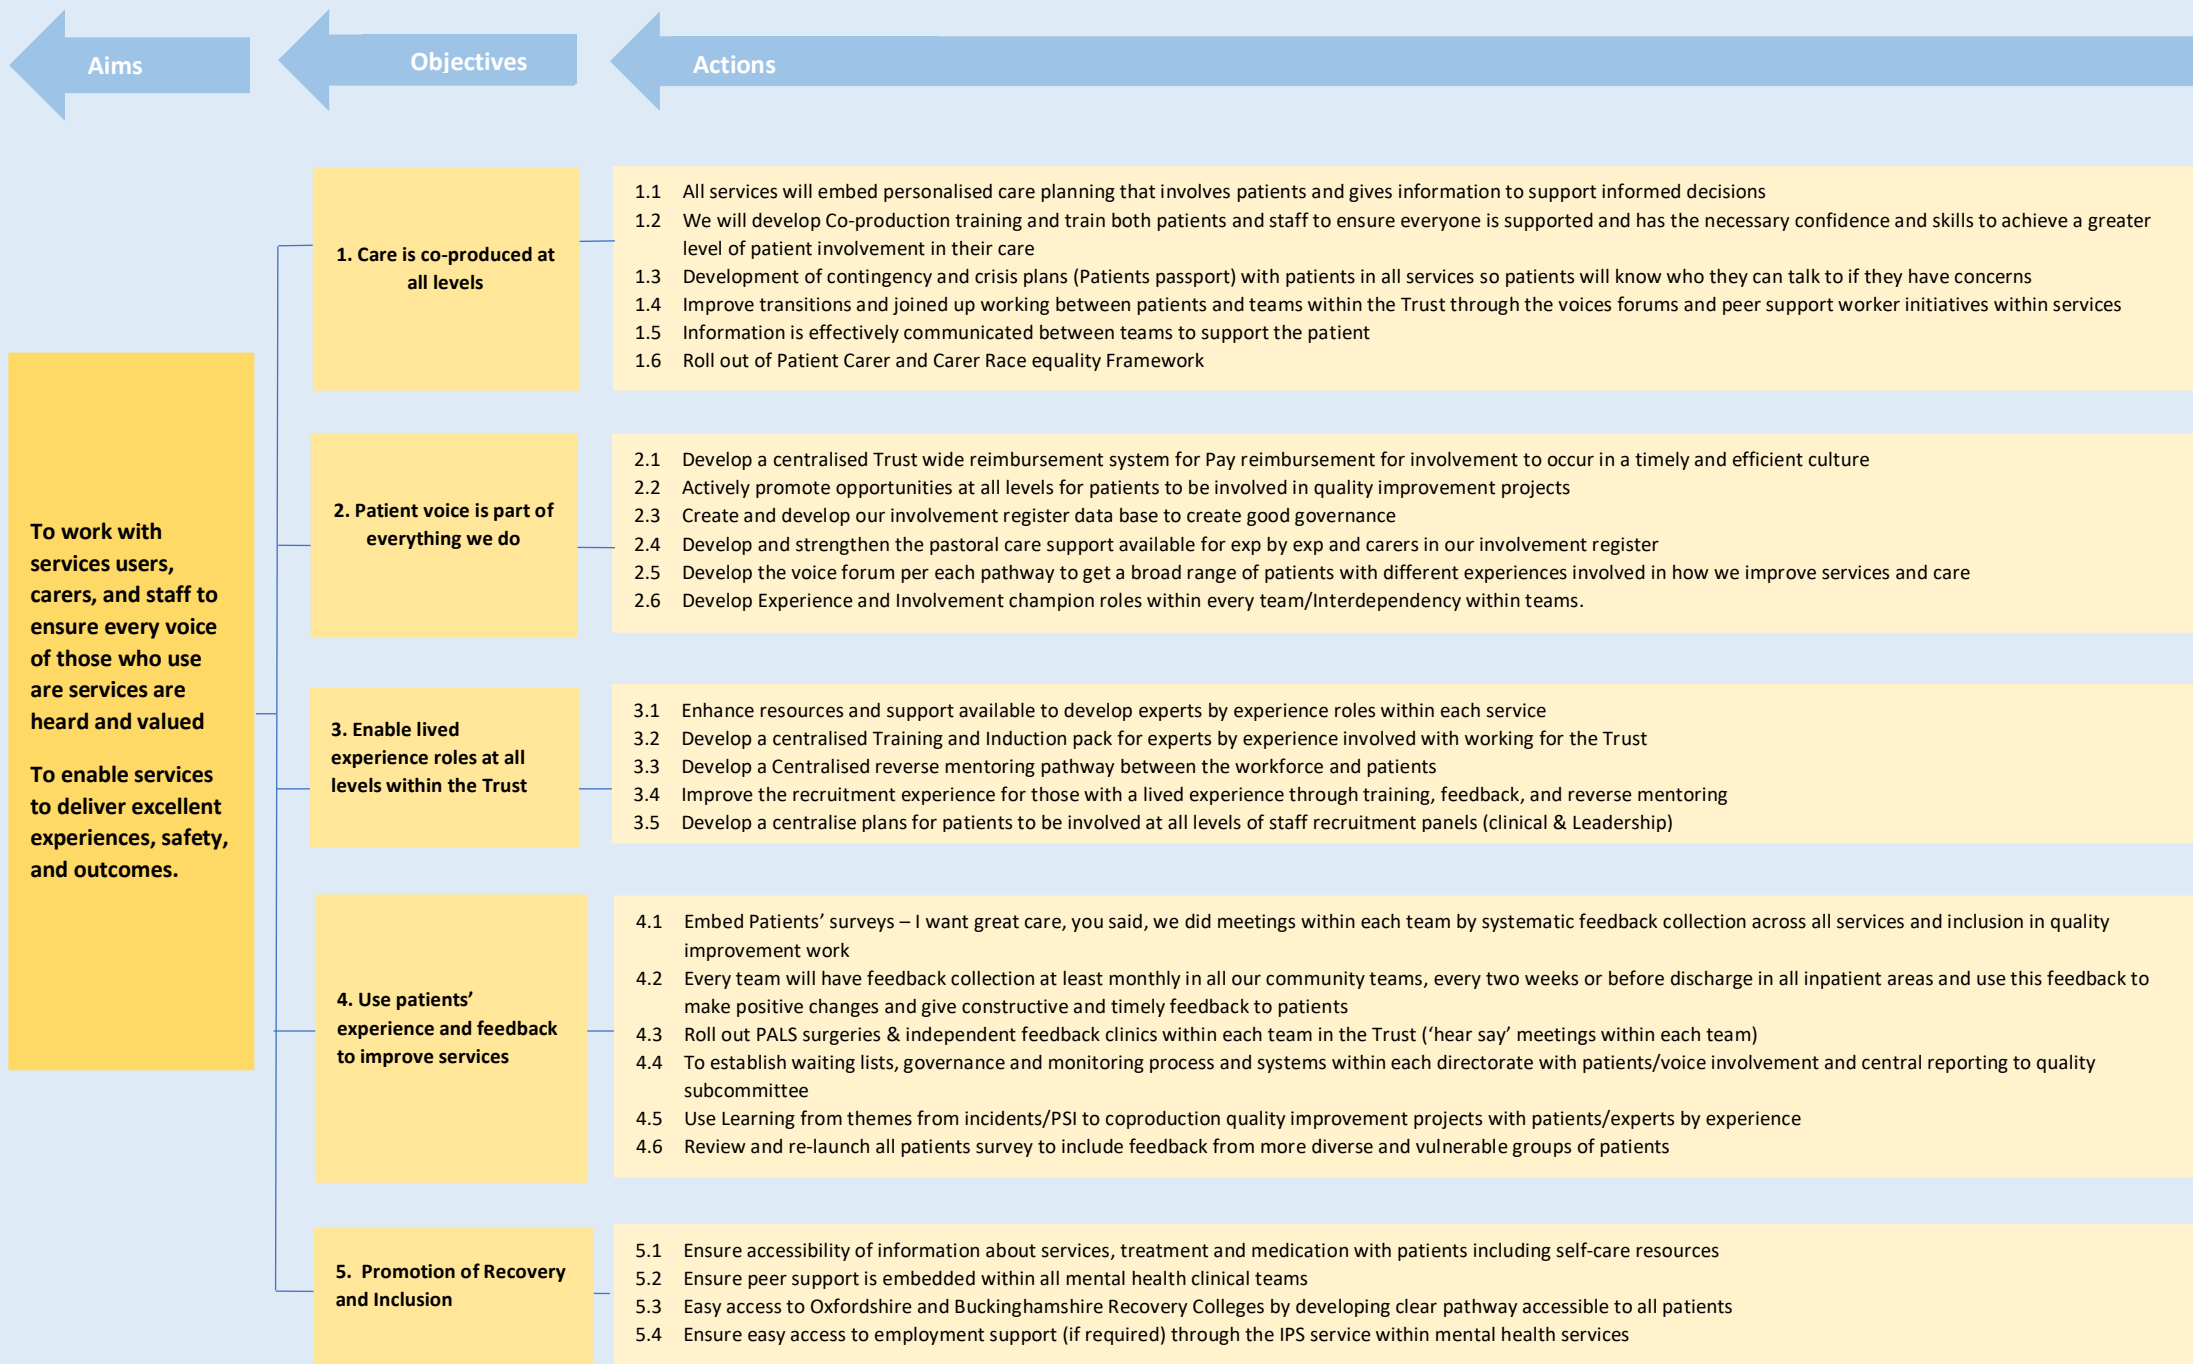 Aims
Objectives
Actions
To work with
services users,
carers, and staff to
ensure every voice
of those who use
are services are
heard and valued
To enable services
to deliver excellent
experiences, safety,
and outcomes.
1. Care is co-produced at
all levels
1.1 All services will embed personalised care planning that involves patients and gives information to support informed decisions
1.2 We will develop Co-production training and train both patients and staff to ensure everyone is supported and has the necessary confidence and skills to achieve a greater
level of patient involvement in their care
1.3 Development of contingency and crisis plans (Patients passport) with patients in all services so patients will know who they can talk to if they have concerns
1.4 Improve transitions and joined up working between patients and teams within the Trust through the voices forums and peer support worker initiatives within services
1.5 Information is effectively communicated between teams to support the patient
1.6 Roll out of Patient Carer and Carer Race equality Framework
2. Patient voice is part of
everything we do
2.1 Develop a centralised Trust wide reimbursement system for Pay reimbursement for involvement to occur in a timely and efficient culture
2.2 Actively promote opportunities at all levels for patients to be involved in quality improvement projects
2.3 Create and develop our involvement register data base to create good governance
2.4 Develop and strengthen the pastoral care support available for exp by exp and carers in our involvement register
2.5 Develop the voice forum per each pathway to get a broad range of patients with different experiences involved in how we improve services and care
2.6 Develop Experience and Involvement champion roles within every team/Interdependency within teams.
3. Enable lived
experience roles at all
levels within the Trust
3.1 Enhance resources and support available to develop experts by experience roles within each service
3.2 Develop a centralised Training and Induction pack for experts by experience involved with working for the Trust
3.3 Develop a Centralised reverse mentoring pathway between the workforce and patients
3.4 Improve the recruitment experience for those with a lived experience through training, feedback, and reverse mentoring
3.5 Develop a centralise plans for patients to be involved at all levels of staff recruitment panels (clinical & Leadership)
4. Use patients’
experience and feedback
to improve services
4.1 Embed Patients’ surveys – I want great care, you said, we did meetings within each team by systematic feedback collection across all services and inclusion in quality
improvement work
4.2 Every team will have feedback collection at least monthly in all our community teams, every two weeks or before discharge in all inpatient areas and use this feedback to
make positive changes and give constructive and timely feedback to patients
4.3 Roll out PALS surgeries & independent feedback clinics within each team in the Trust (‘hear say’ meetings within each team)
4.4 To establish waiting lists, governance and monitoring process and systems within each directorate with patients/voice involvement and central reporting to quality
subcommittee
4.5 Use Learning from themes from incidents/PSI to coproduction quality improvement projects with patients/experts by experience
4.6 Review and re-launch all patients survey to include feedback from more diverse and vulnerable groups of patients
5. Promotion of Recovery
and Inclusion
5.1 Ensure accessibility of information about services, treatment and medication with patients including self-care resources
5.2 Ensure peer support is embedded within all mental health clinical teams
5.3 Easy access to Oxfordshire and Buckinghamshire Recovery Colleges by developing clear pathway accessible to all patients
5.4 Ensure easy access to employment support (if required) through the IPS service within mental health services